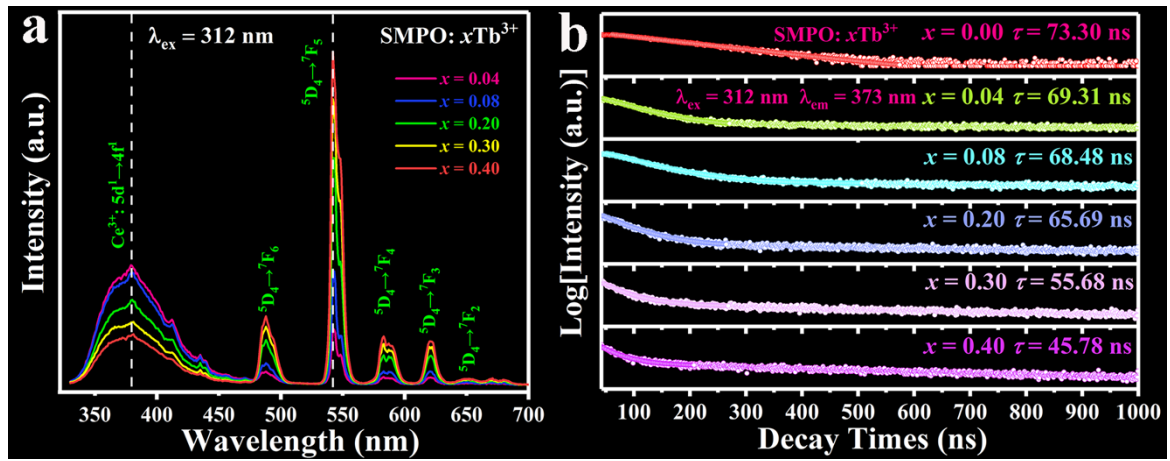 a
λex = 312 nm
SMPO: xTb³⁺
⁵D₄→⁷F₅
x = 0.04
x = 0.08
x = 0.20
x = 0.30
x = 0.40
Ce³⁺: 5d¹→4f¹
⁵D₄→⁷F₆
⁵D₄→⁷F₄
⁵D₄→⁷F₃
⁵D₄→⁷F₂
Intensity (a.u.)
350 400 450 500 550 600 650 700
Wavelength (nm)
b
SMPO: xTb³⁺
x = 0.00 τ = 73.30 ns
λex = 312 nm λem = 373 nm
x = 0.04 τ = 69.31 ns
x = 0.08 τ = 68.48 ns
x = 0.20 τ = 65.69 ns
x = 0.30 τ = 55.68 ns
x = 0.40 τ = 45.78 ns
Log[Intensity (a.u.)]
100 200 300 400 500 600 700 800 900 1000
Decay Times (ns)